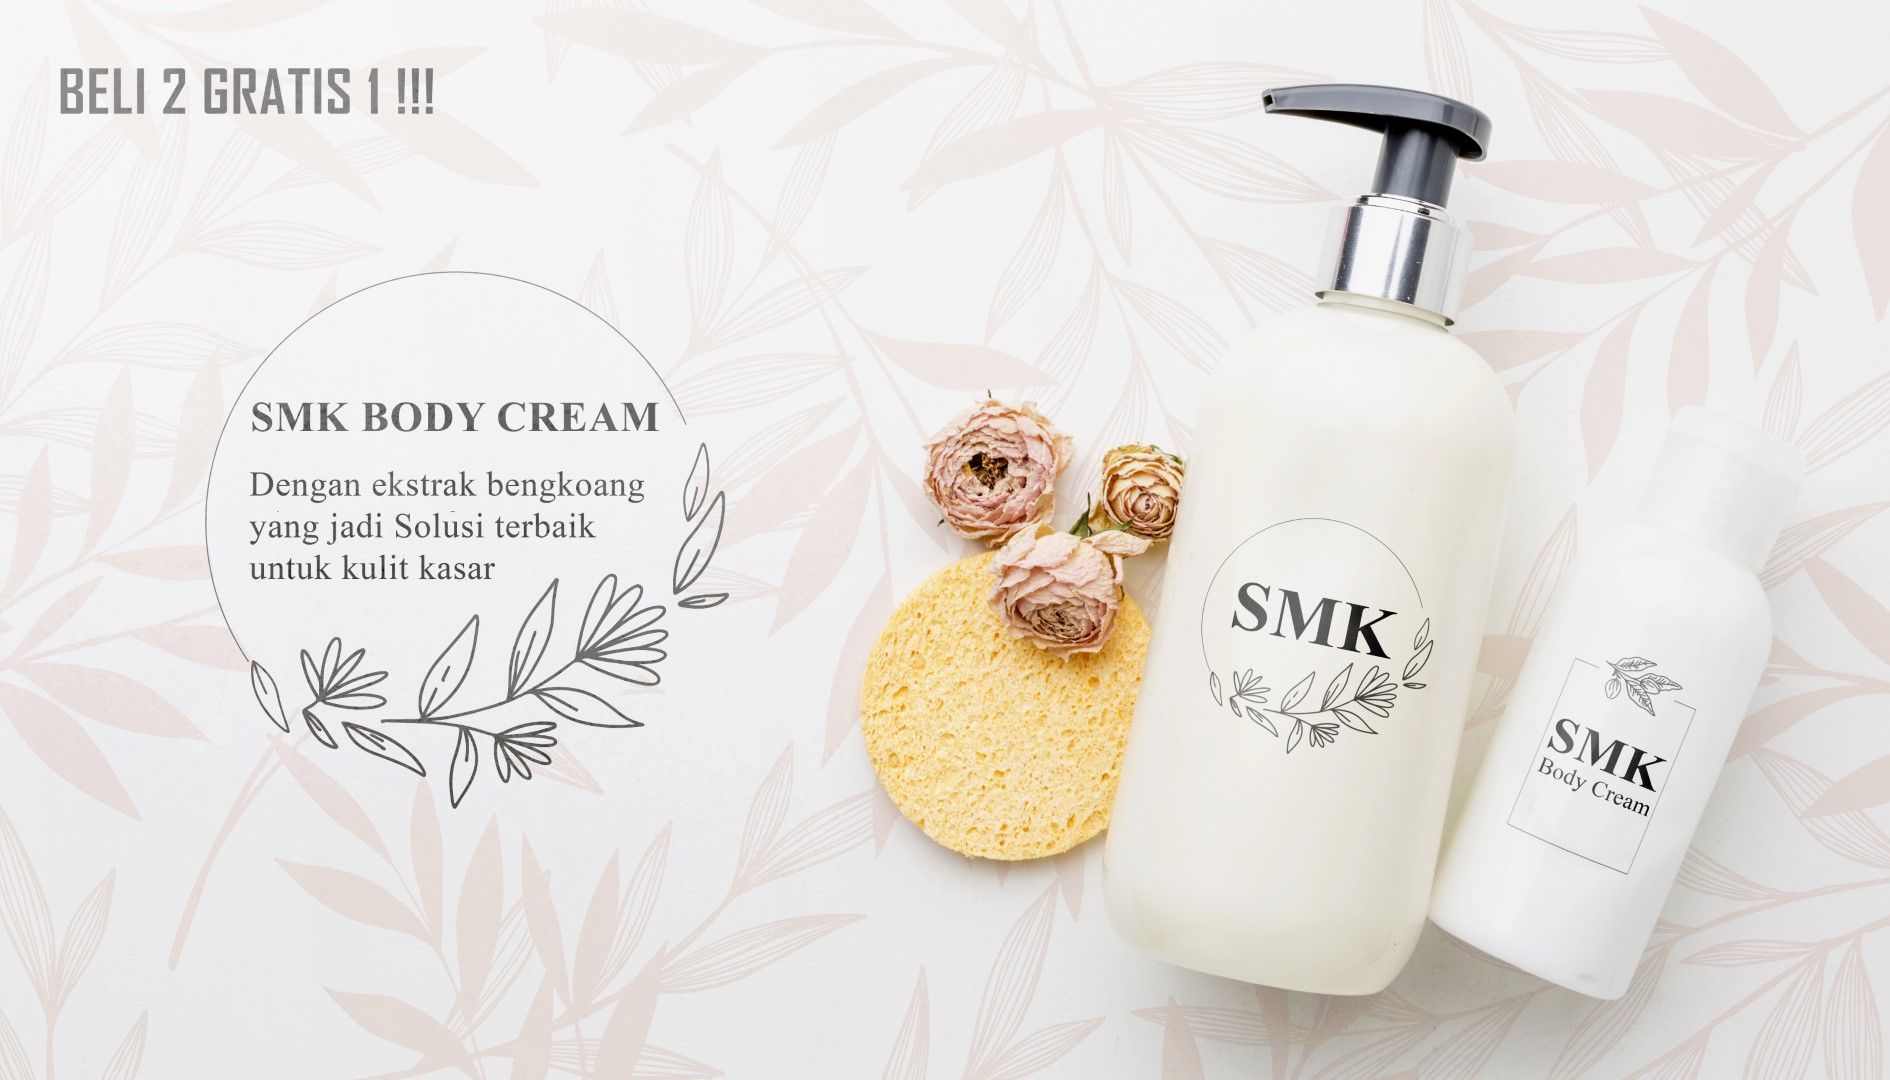 BELI 2 GRATIS 1 !!!
SMK BODY CREAM
Dengan ekstrak bengkoang
yang jadi Solusi terbaik
untuk kulit kasar
SMK
SMK
Body Cream